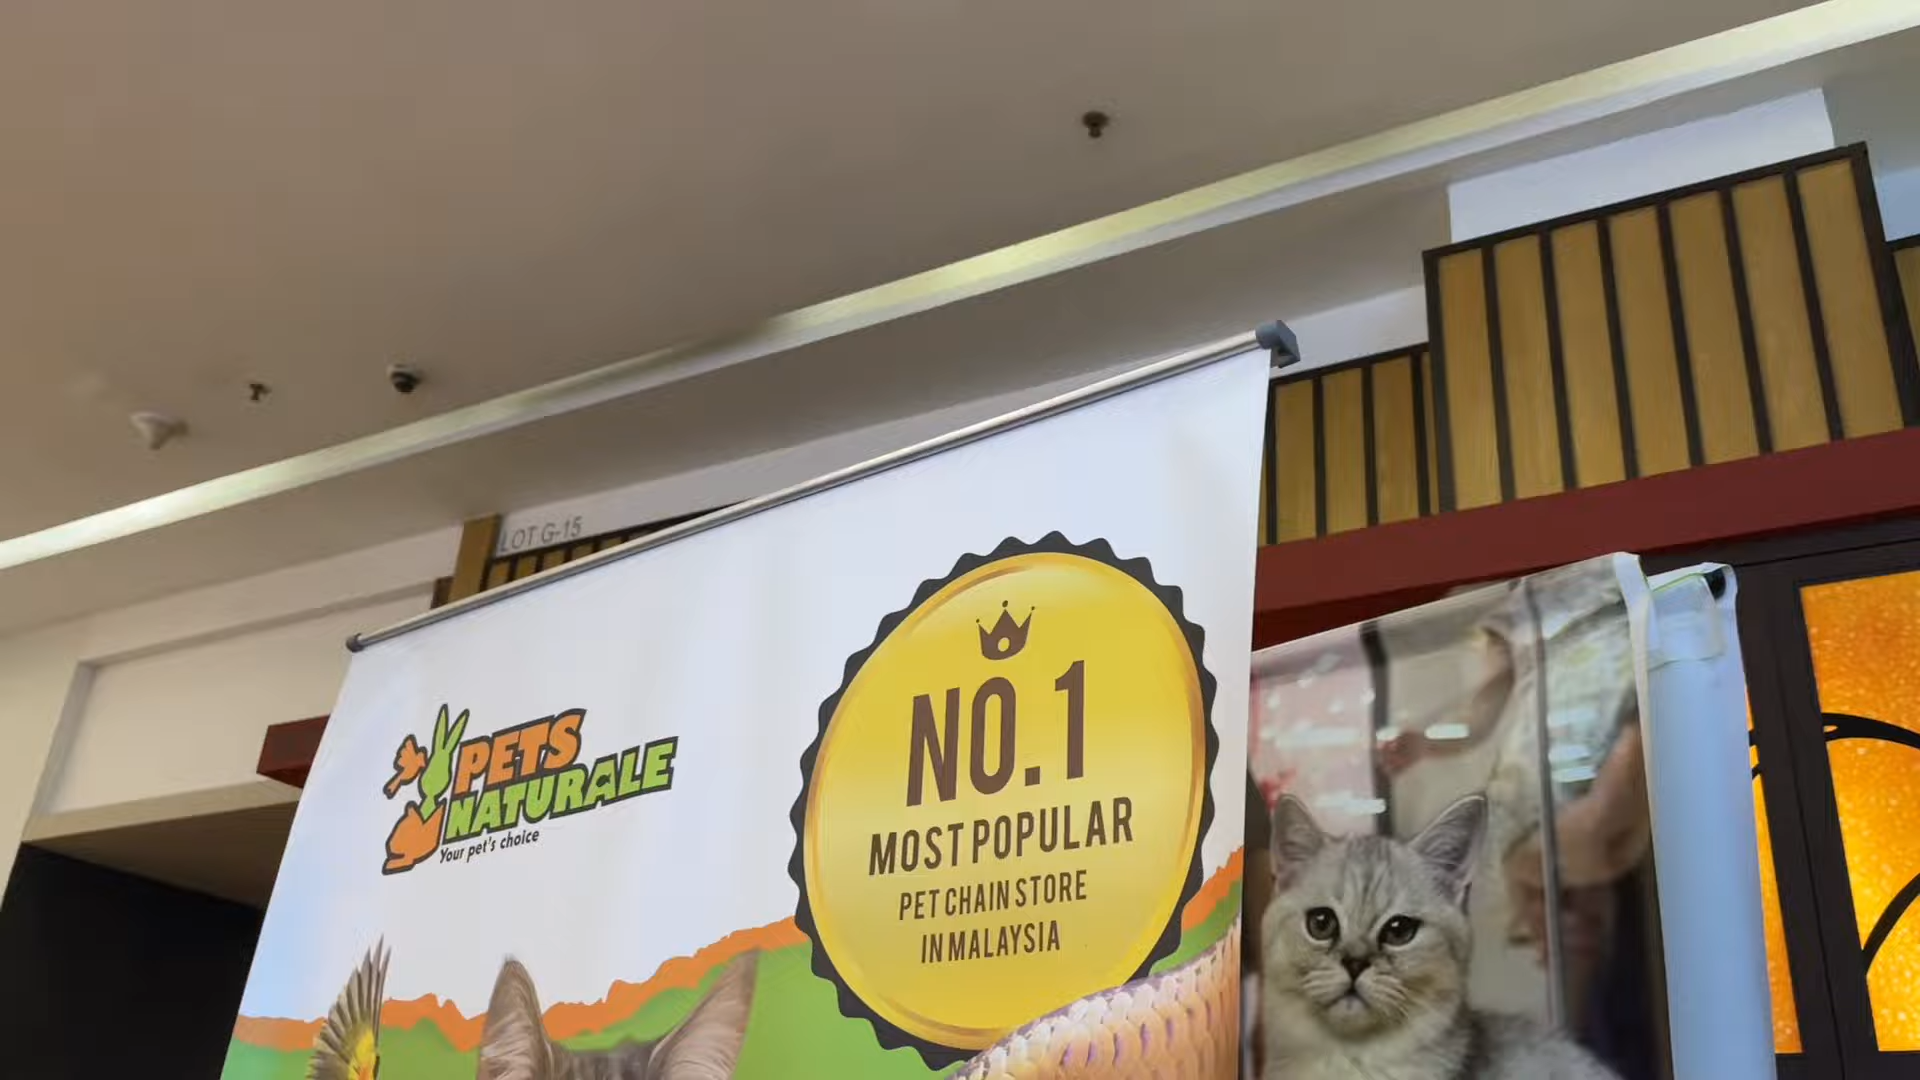 LOT G-15
PETS
NATURALE
Your pet's choice
NO.1
MOST POPULAR
PET CHAIN STORE
IN MALAYSIA